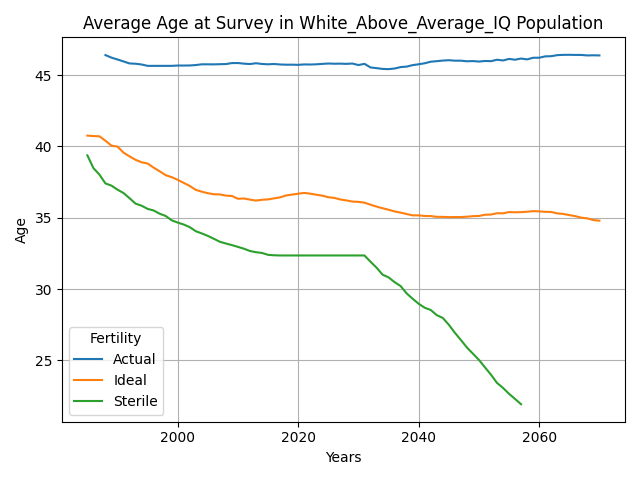 Average Age at Survey in White_Above_Average_IQ Population
Age
45
40
35
30
25
Fertility
Actual
Ideal
Sterile
2000 2020 2040 2060
Years